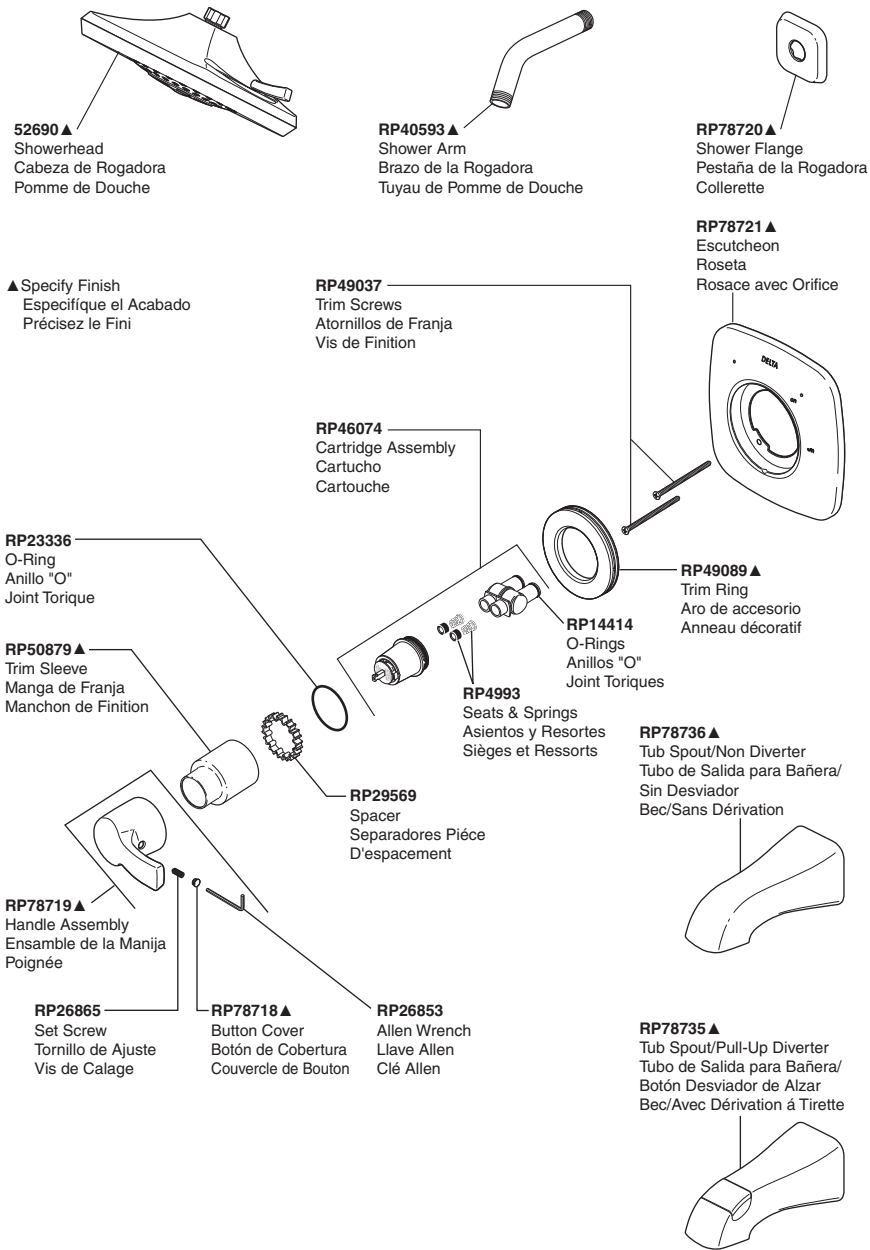 52690▲
Showerhead
Cabeza de Rogadora
Pomme de Douche
RP40593▲
Shower Arm
Brazo de la Rogadora
Tuyau de Pomme de Douche
RP78720▲
Shower Flange
Pestaña de la Rogadora
Collerette
RP78721▲
Escutcheon
Roseta
Rosace avec Orifice
▲Specify Finish
Especifíque el Acabado
Précisez le Fini
RP49037
Trim Screws
Atornillos de Franja
Vis de Finition
DELTA
on
off
RP46074
Cartridge Assembly
Cartucho
Cartouche
RP23336
O-Ring
Anillo "O"
Joint Torique
RP49089▲
Trim Ring
Aro de accesorio
Anneau décoratif
RP14414
O-Rings
Anillos "O"
Joint Toriques
RP50879▲
Trim Sleeve
Manga de Franja
Manchon de Finition
RP4993
Seats & Springs
Asientos y Resortes
Sièges et Ressorts
RP78736▲
Tub Spout/Non Diverter
Tubo de Salida para Bañera/
Sin Desviador
Bec/Sans Dérivation
RP29569
Spacer
Separadores Piéce
D'espacement
RP78719▲
Handle Assembly
Ensamble de la Manija
Poignée
RP26865
Set Screw
Tornillo de Ajuste
Vis de Calage
RP78718▲
Button Cover
Botón de Cobertura
Couvercle de Bouton
RP26853
Allen Wrench
Llave Allen
Clé Allen
RP78735▲
Tub Spout/Pull-Up Diverter
Tubo de Salida para Bañera/
Botón Desviador de Alzar
Bec/Avec Dérivation á Tirette